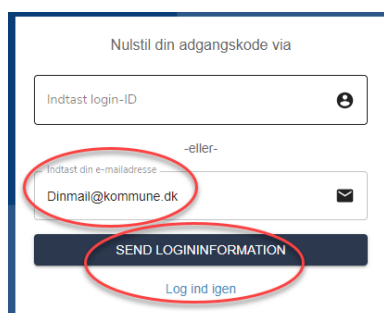 Nulstil din adgangskode via
Indtast login-ID
-eller-
Indtast din e-mailadresse
Dinmail@kommune.dk
SEND LOGININFORMATION
Log ind igen